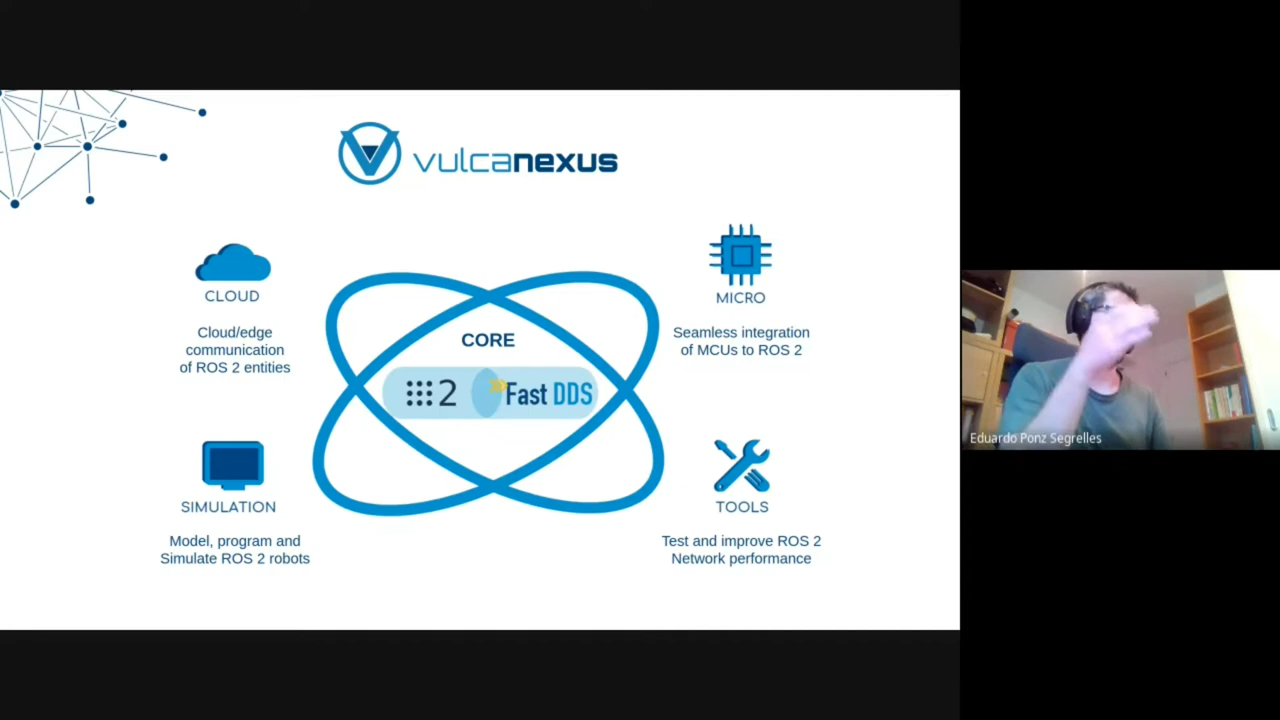 vulcanexus
CLOUD
Cloud/edge
communication
of ROS 2 entities
MICRO
Seamless integration
of MCUs to ROS 2
CORE
2 Fast DDS
SIMULATION
Model, program and
Simulate ROS 2 robots
TOOLS
Test and improve ROS 2
Network performance
Eduardo Ponz Segrelles